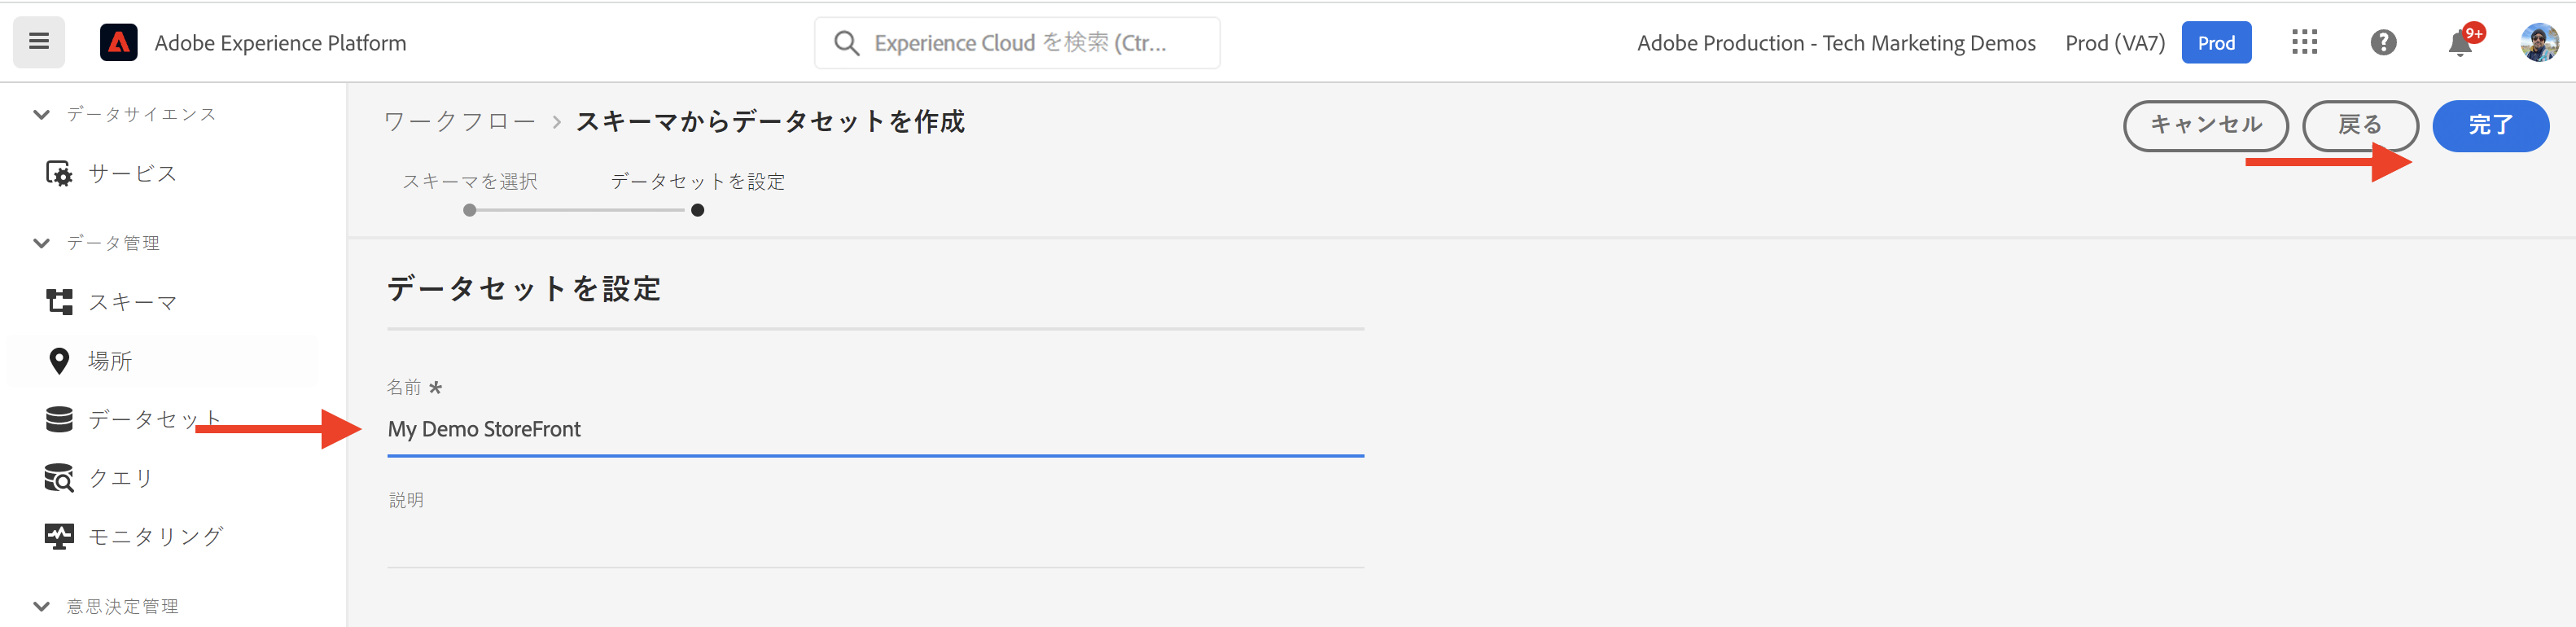 Adobe Experience Platform
Experience Cloud を検索 (Ctr...
Adobe Production - Tech Marketing Demos
Prod (VA7)
Prod
9+
データサイエンス
サービス
データ管理
スキーマ
場所
データセット
クエリ
モニタリング
意思決定管理
ワークフロー > スキーマからデータセットを作成
キャンセル
戻る
完了
スキーマを選択
データセットを設定
データセットを設定
名前 *
My Demo StoreFront
説明